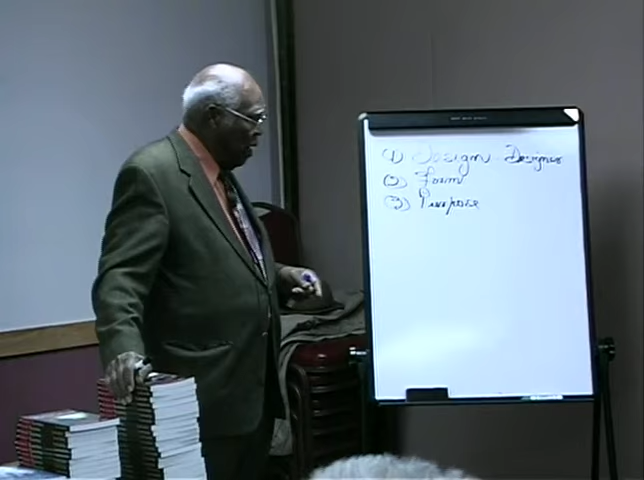 (1) Design Designer
(2) Form
(3) Purpose